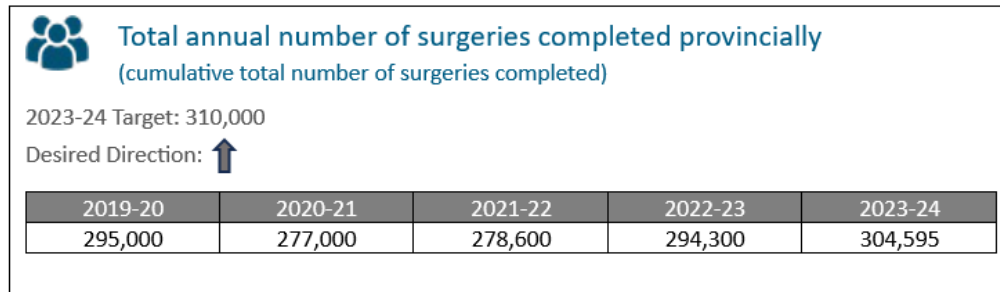 Total annual number of surgeries completed provincially
(cumulative total number of surgeries completed)
2023-24 Target: 310,000
Desired Direction:
2019-20 2020-21 2021-22 2022-23 2023-24
295,000 277,000 278,600 294,300 304,595